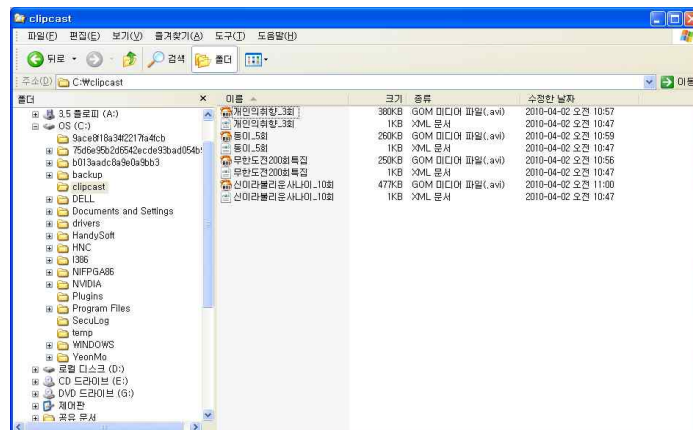 clipcast
파일(F) 편집(E) 보기(V) 즐겨찾기(A) 도구(T) 도움말(H)
뒤로 검색 폴더
주소(D) C:\clipcast 이동
폴더 × 이름 크기 종류 수정한 날짜
3.5 플로피 (A:)
OS (C:)
9ace8f18a34f2217fa4fcb
75d6e95b2d6542ecde93bad054b
b013aadc8a9e0a9bb3
backup
clipcast
DELL
Documents and Settings
drivers
HandySoft
HNC
I386
NIFPGA86
NVIDIA
Plugins
Program Files
SecuLog
temp
WINDOWS
YeonMo
로컬 디스크 (D:)
CD 드라이브 (E:)
DVD 드라이브 (G:)
제어판
공유 문서
개인의취향_3회 380KB GOM 미디어 파일(.avi) 2010-04-02 오전 10:57
개인의취향_3회 1KB XML 문서 2010-04-02 오전 10:47
동이_5회 260KB GOM 미디어 파일(.avi) 2010-04-02 오전 10:59
동이_5회 1KB XML 문서 2010-04-02 오전 10:47
무한도전200회특집 250KB GOM 미디어 파일(.avi) 2010-04-02 오전 10:56
무한도전200회특집 1KB XML 문서 2010-04-02 오전 10:47
신이라불리운사나이_10회 477KB GOM 미디어 파일(.avi) 2010-04-02 오전 11:00
신이라불리운사나이_10회 1KB XML 문서 2010-04-02 오전 10:47